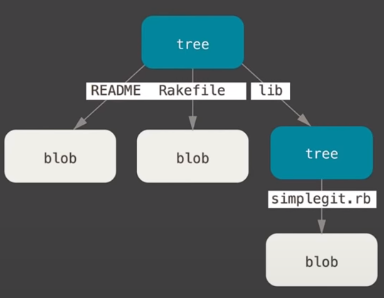 tree
README Rakefile lib
blob blob tree
simplegit.rb
blob